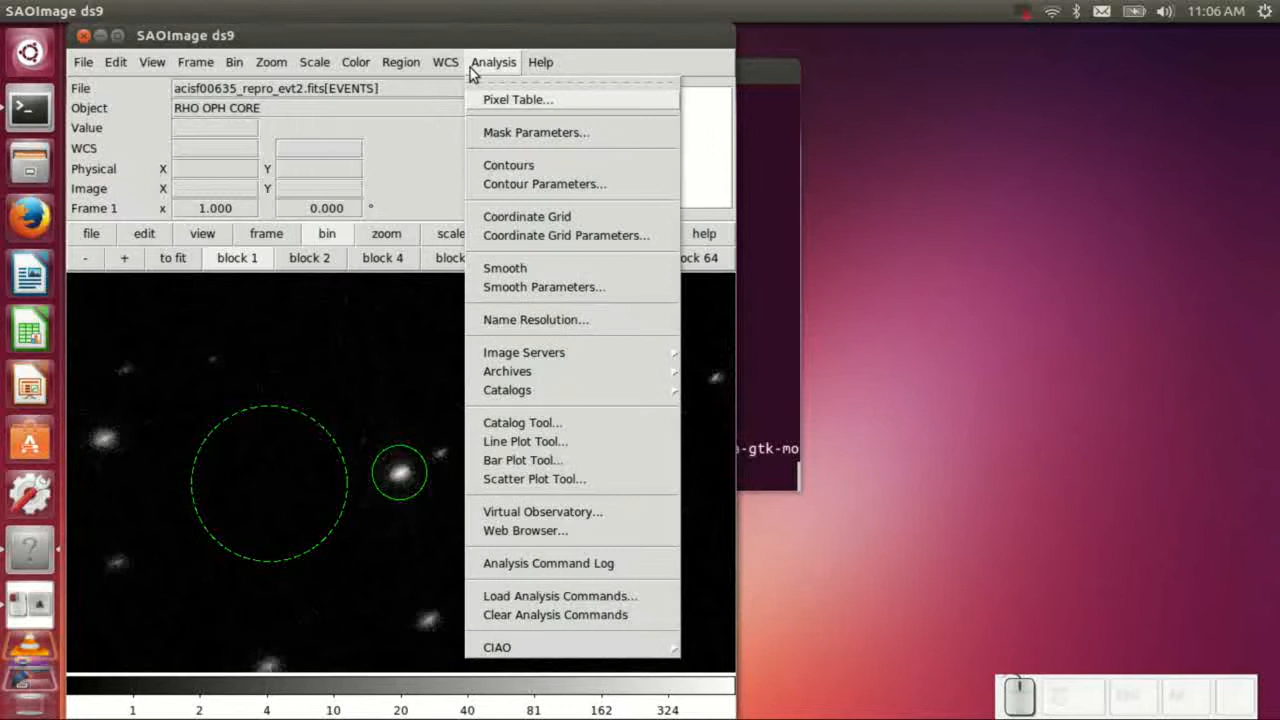 SAOImage ds9
11:06 AM
SAOImage ds9
File Edit View Frame Bin Zoom Scale Color Region WCS Analysis Help
File acisf00635_repro_evt2.fits[EVENTS]
Object RHO OPH CORE
Value
WCS
Physical X Y
Image X Y
Frame 1 x 1.000 0.000 °
file edit view frame bin zoom scale help
- + to fit block 1 block 2 block 4 block ock 64
Pixel Table...
Mask Parameters...
Contours
Contour Parameters...
Coordinate Grid
Coordinate Grid Parameters...
Smooth
Smooth Parameters...
Name Resolution...
Image Servers
Archives
Catalogs
Catalog Tool...
Line Plot Tool...
Bar Plot Tool...
Scatter Plot Tool...
Virtual Observatory...
Web Browser...
Analysis Command Log
Load Analysis Commands...
Clear Analysis Commands
CIAO
-gtk-mo
1 2 4 10 20 40 81 162 324